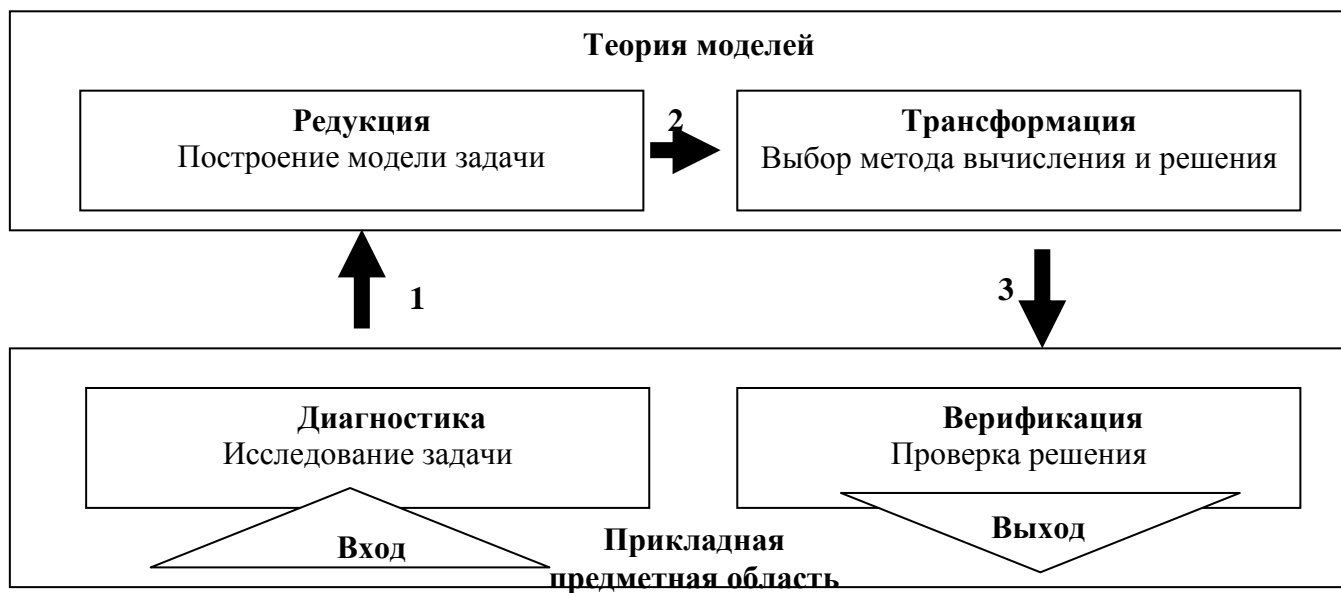 Теория моделей
Редукция
Построение модели задачи
2
Трансформация
Выбор метода вычисления и решения
1
3
Диагностика
Исследование задачи
Вход
Верификация
Проверка решения
Выход
Прикладная
предметная область